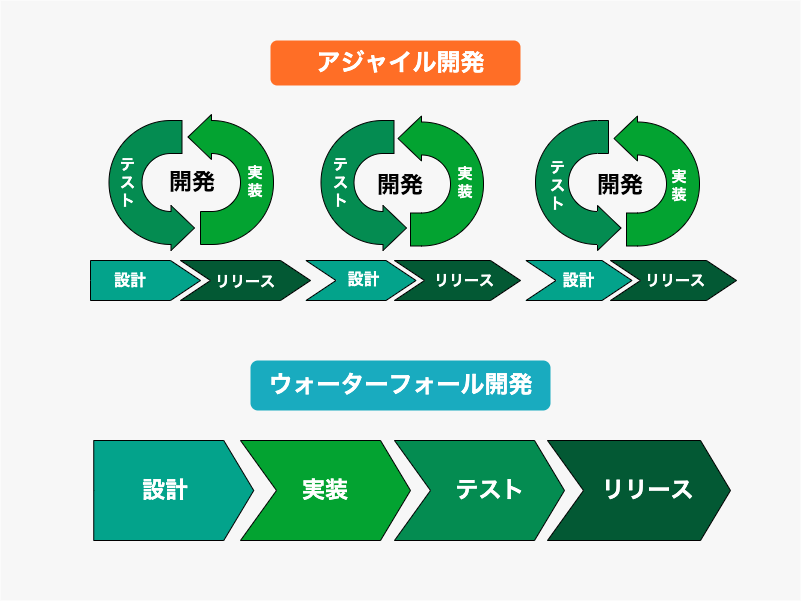 アジャイル開発
テスト
開発
実装
テスト
開発
実装
テスト
開発
実装
設計
リリース
設計
リリース
設計
リリース
ウォーターフォール開発
設計
実装
テスト
リリース